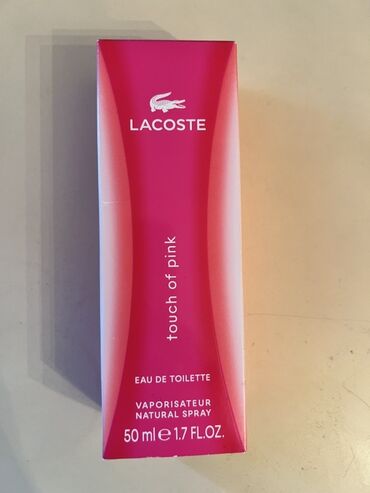 LACOSTE
touch of pink
EAU DE TOILETTE
VAPORISATEUR
NATURAL SPRAY
50 ml ℮ 1.7 FL.OZ.